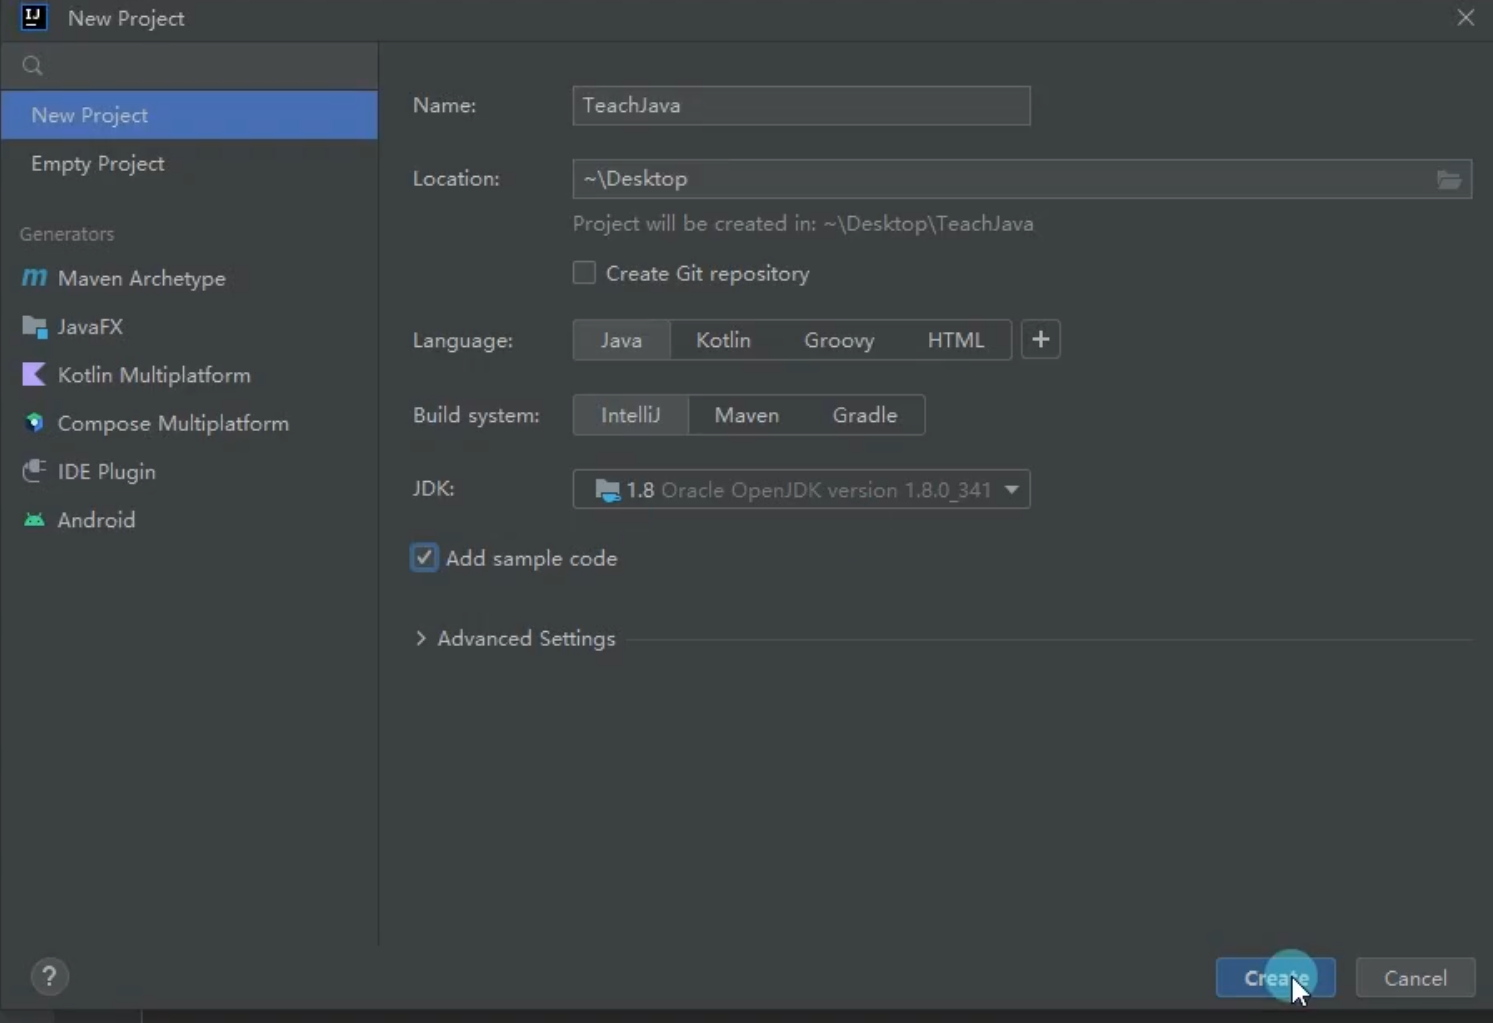 New Project
New Project
Empty Project
Generators
Maven Archetype
JavaFX
Kotlin Multiplatform
Compose Multiplatform
IDE Plugin
Android
Name: TeachJava
Location: ~\Desktop
Project will be created in: ~\Desktop\TeachJava
Create Git repository
Language: Java Kotlin Groovy HTML +
Build system: IntelliJ Maven Gradle
JDK: 1.8 Oracle OpenJDK version 1.8.0_341
Add sample code
Advanced Settings
? Create Cancel